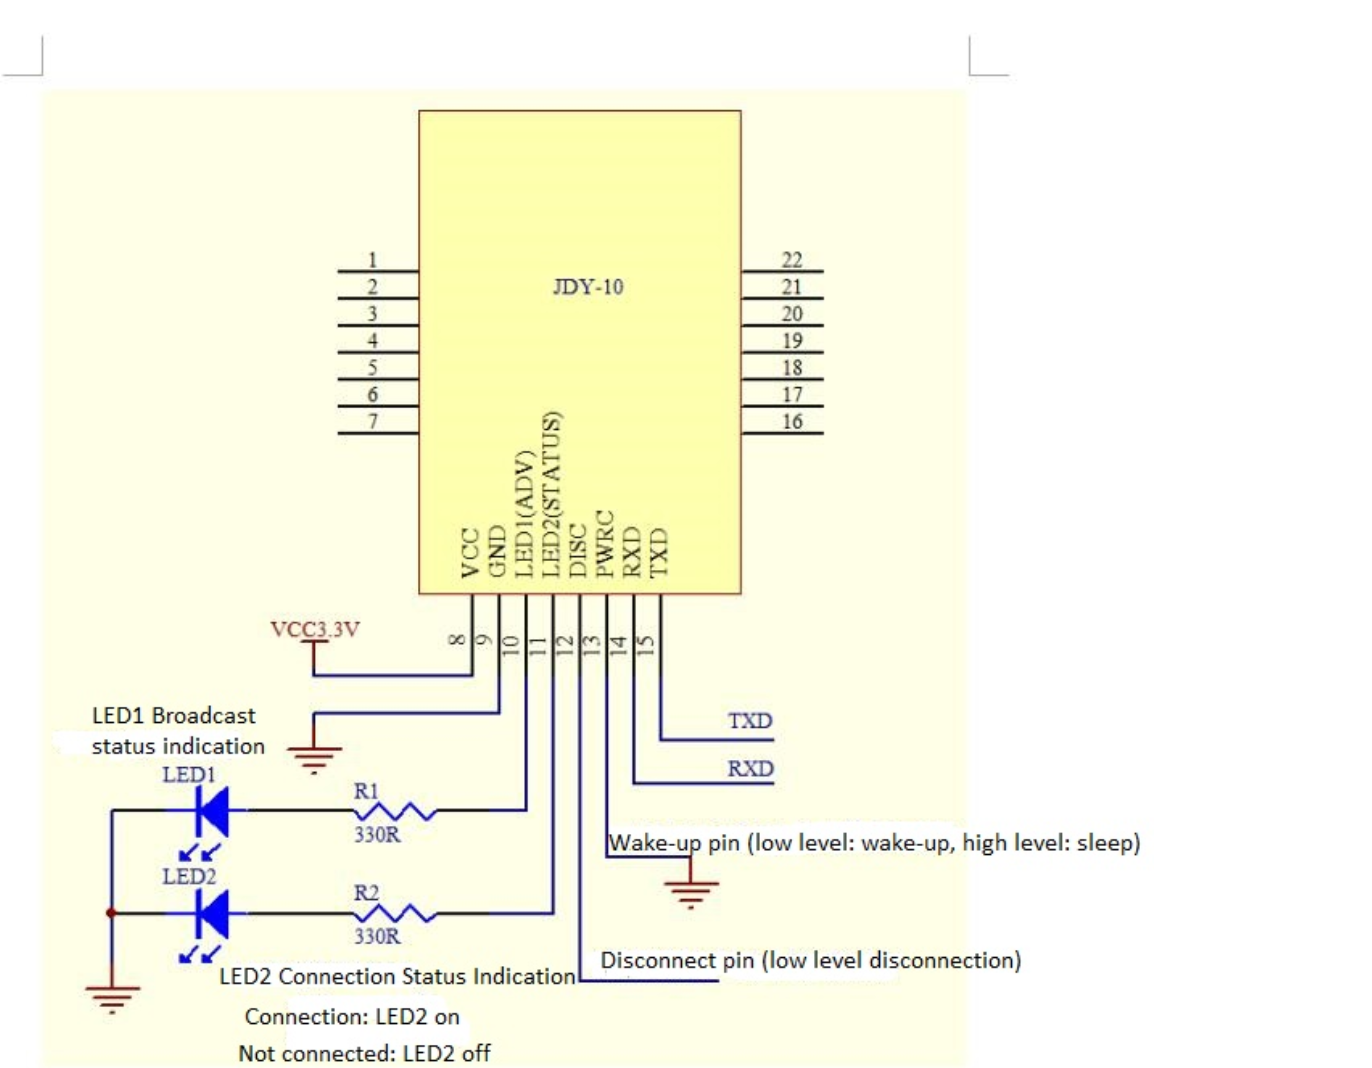 1
2
3
4
5
6
7
JDY-10
22
21
20
19
18
17
16
VCC
GND
LED1(ADV)
LED2(STATUS)
DISC
PWRC
RXD
TXD
8
9
10
11
12
13
14
15
VCC3.3V
LED1 Broadcast
status indication
TXD
RXD
LED1
R1
330R
Wake-up pin (low level: wake-up, high level: sleep)
LED2
R2
330R
Disconnect pin (low level disconnection)
LED2 Connection Status Indication
Connection: LED2 on
Not connected: LED2 off